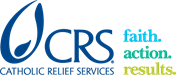 CRS
CATHOLIC RELIEF SERVICES
faith.
action.
results.